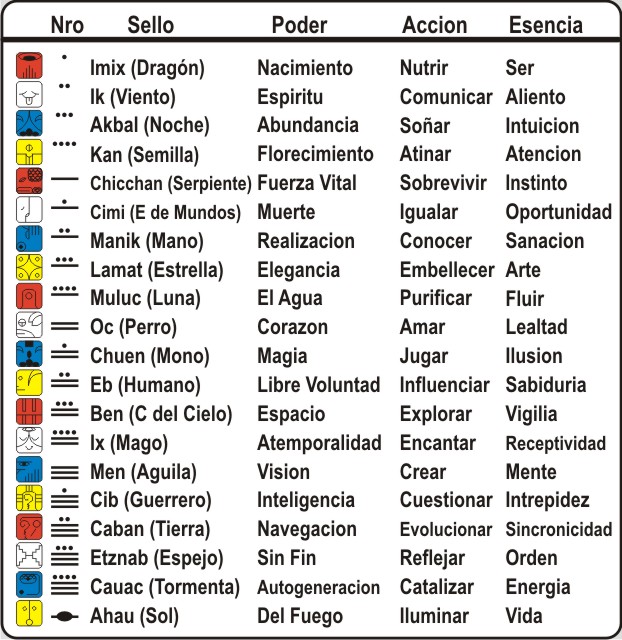 Nro Sello Poder Accion Esencia
Imix (Dragón) Nacimiento Nutrir Ser
Ik (Viento) Espiritu Comunicar Aliento
Akbal (Noche) Abundancia Soñar Intuicion
Kan (Semilla) Florecimiento Atinar Atencion
Chicchan (Serpiente) Fuerza Vital Sobrevivir Instinto
Cimi (E de Mundos) Muerte Igualar Oportunidad
Manik (Mano) Realizacion Conocer Sanacion
Lamat (Estrella) Elegancia Embellecer Arte
Muluc (Luna) El Agua Purificar Fluir
Oc (Perro) Corazon Amar Lealtad
Chuen (Mono) Magia Jugar Ilusion
Eb (Humano) Libre Voluntad Influenciar Sabiduria
Ben (C del Cielo) Espacio Explorar Vigilia
Ix (Mago) Atemporalidad Encantar Receptividad
Men (Aguila) Vision Crear Mente
Cib (Guerrero) Inteligencia Cuestionar Intrepidez
Caban (Tierra) Navegacion Evolucionar Sincronicidad
Etznab (Espejo) Sin Fin Reflejar Orden
Cauac (Tormenta) Autogeneracion Catalizar Energia
Ahau (Sol) Del Fuego Iluminar Vida